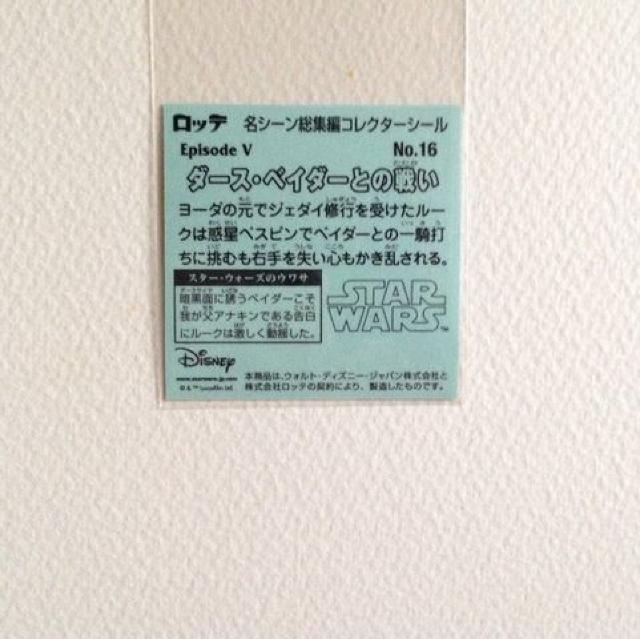 ロッテ 名シーン総集編コレクターシール
Episode V No.16
ダース・ベイダーとの戦い
ヨーダの元でジェダイ修行を受けたルー
クは惑星ベスピンでベイダーとの一騎打
ちに挑むも右手を失い心もかき乱される。
スター・ウォーズのウワサ
暗黒面に誘うベイダーこそ
我が父アナキンである告白
にルークは激しく動揺した。
STAR
WARS™
Disney
www.starwars.jp.com
© & ™ Lucasfilm Ltd.
本商品は、ウォルト・ディズニー・ジャパン株式会社と
株式会社ロッテの契約により、製造したものです。